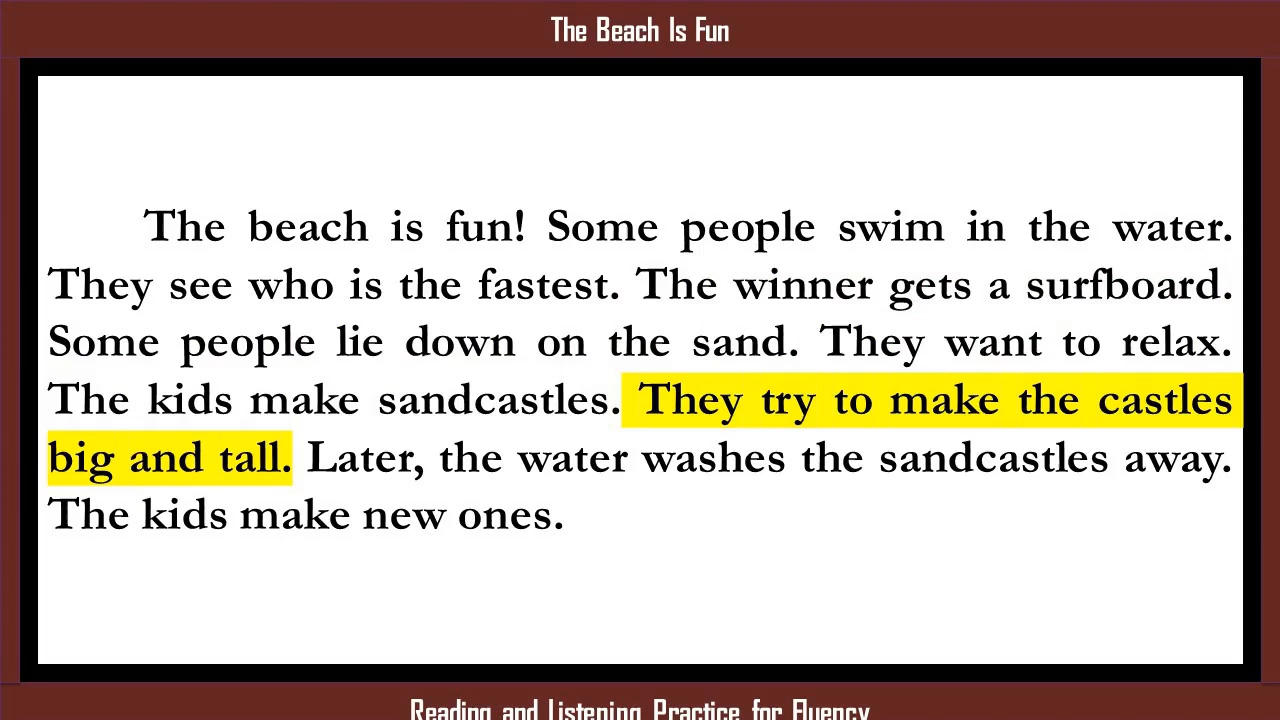 The Beach Is Fun
The beach is fun! Some people swim in the water.
They see who is the fastest. The winner gets a surfboard.
Some people lie down on the sand. They want to relax.
The kids make sandcastles. They try to make the castles
big and tall. Later, the water washes the sandcastles away.
The kids make new ones.
Reading and Listening Practice for Fluency